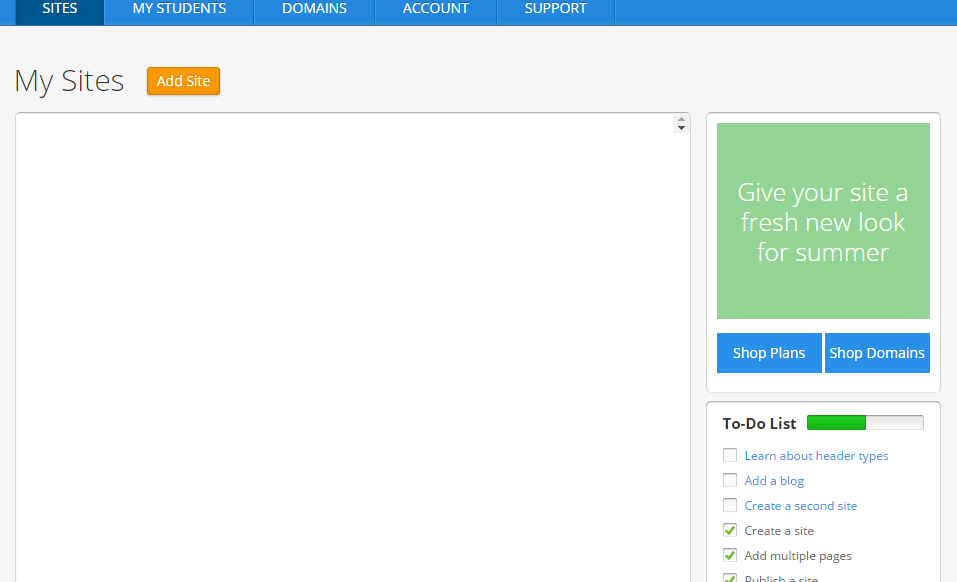 SITES MY STUDENTS DOMAINS ACCOUNT SUPPORT
My Sites Add Site
Give your site a
fresh new look
for summer
Shop Plans Shop Domains
To-Do List
Learn about header types
Add a blog
Create a second site
Create a site
Add multiple pages
Publish a site